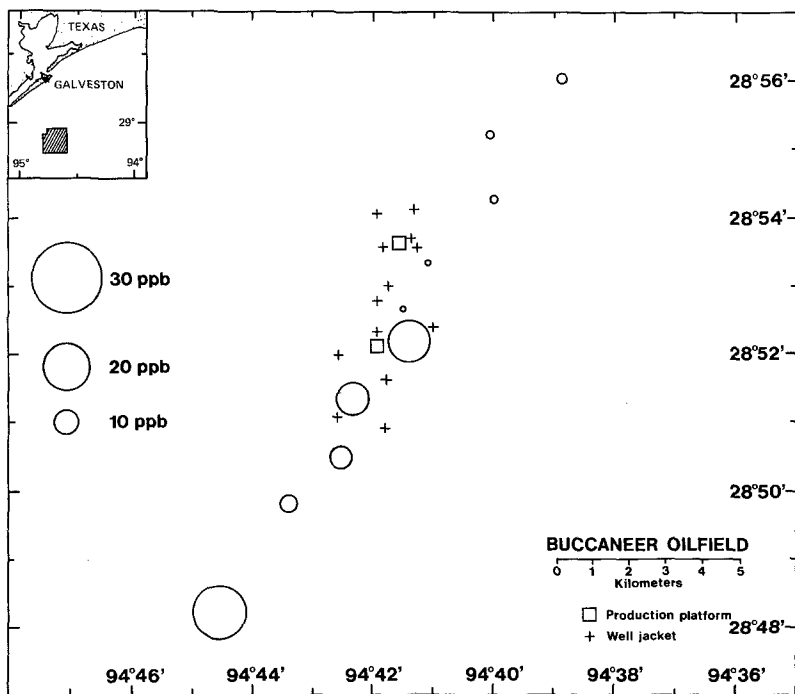 TEXAS
GALVESTON
29°
95°
94°
28°56'
28°54'
30 ppb
20 ppb
28°52'
10 ppb
28°50'
BUCCANEER OILFIELD
0 1 2 3 4 5
Kilometers
Production platform
Well jacket
28°48'
94°46' 94°44' 94°42' 94°40' 94°38' 94°36'